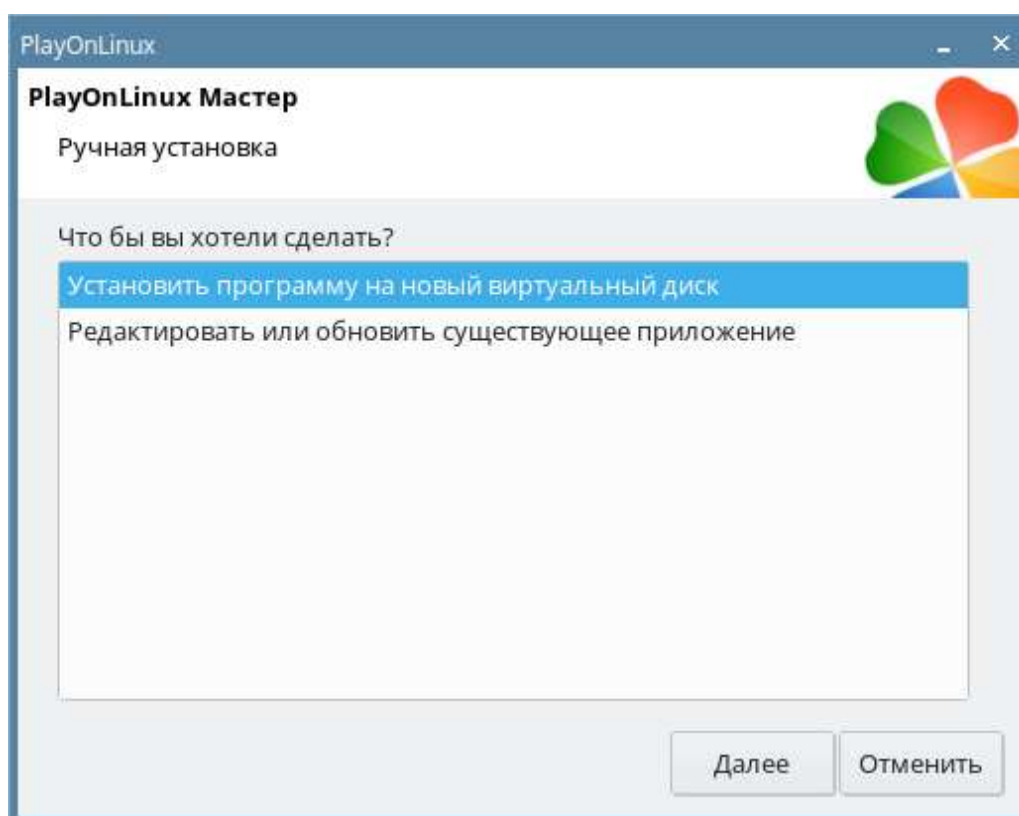 PlayOnLinux
PlayOnLinux Мастер
Ручная установка
Что бы вы хотели сделать?
Установить программу на новый виртуальный диск
Редактировать или обновить существующее приложение
Далее
Отменить